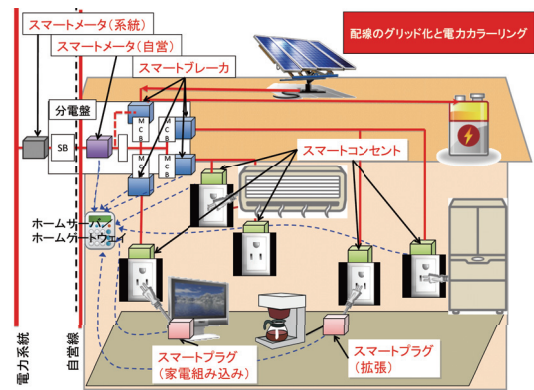 スマートメータ(系統)
スマートメータ(自営)
スマートブレーカ
配線のグリッド化と電力カラーリング
分電盤
SB
MCB
MCB
MCB
MCB
スマートコンセント
ホームサーバ/
ホームゲートウェイ
スマートプラグ
(家電組み込み)
スマートプラグ
(拡張)
電力系統
自営線